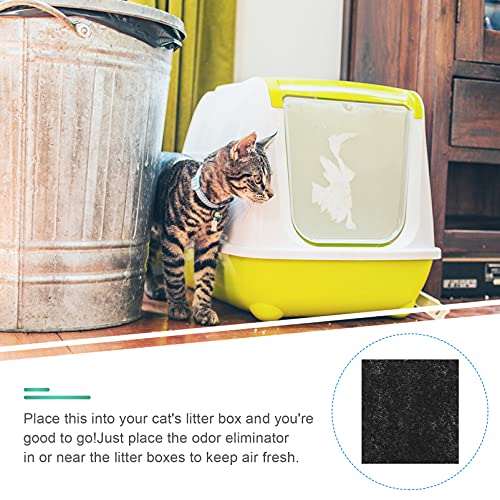 Place this into your cat's litter box and you're
good to go!Just place the odor eliminator
in or near the litter boxes to keep air fresh.